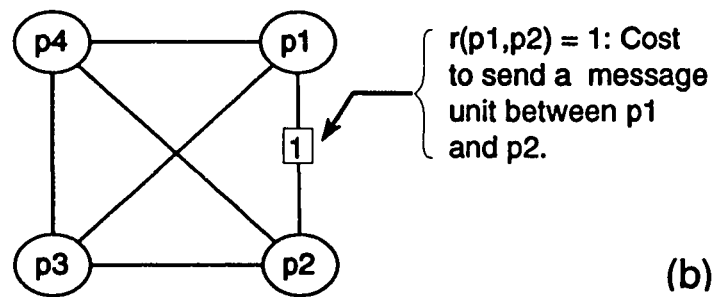 p4
p1
r(p1,p2) = 1: Cost
to send a message
unit between p1
and p2.
1
p3
p2
(b)